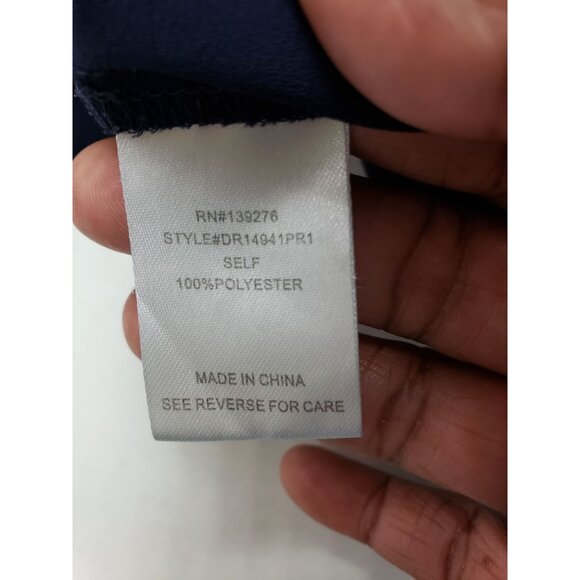 RN#139276
STYLE#DR14941PR1
SELF
100%POLYESTER
MADE IN CHINA
SEE REVERSE FOR CARE